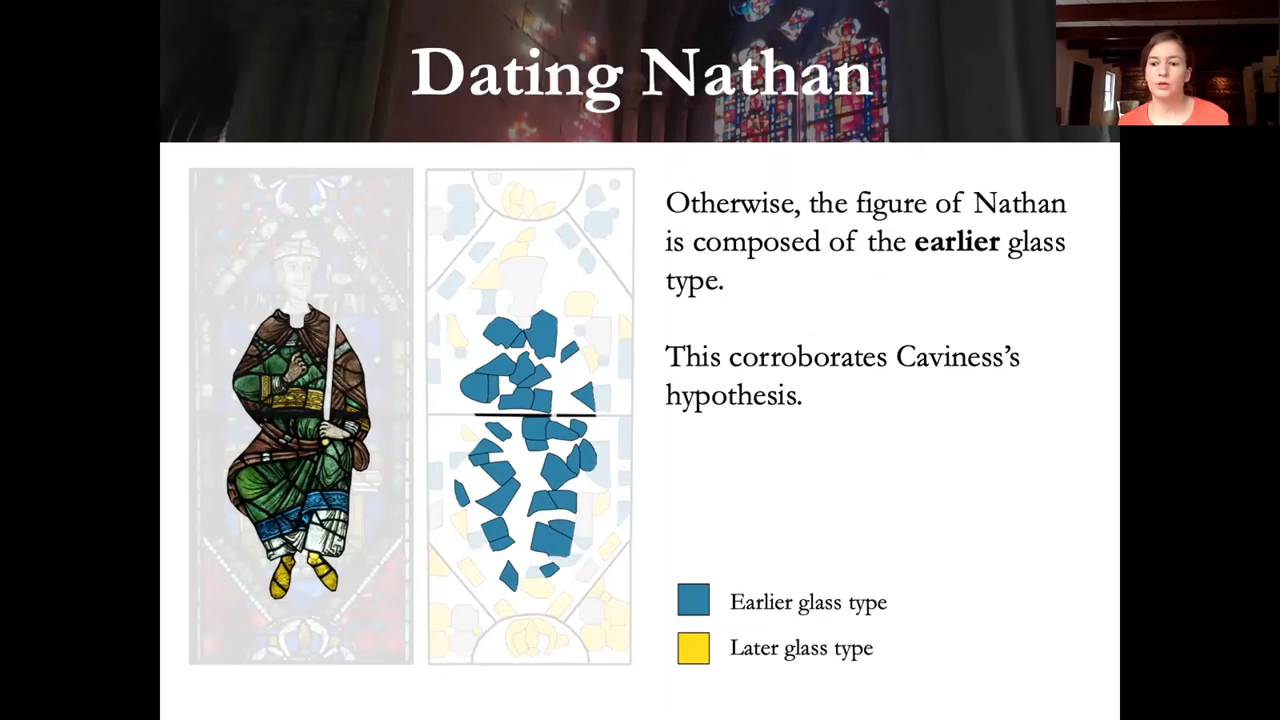 Dating Nathan
Otherwise, the figure of Nathan
is composed of the earlier glass
type.
This corroborates Caviness’s
hypothesis.
Earlier glass type
Later glass type